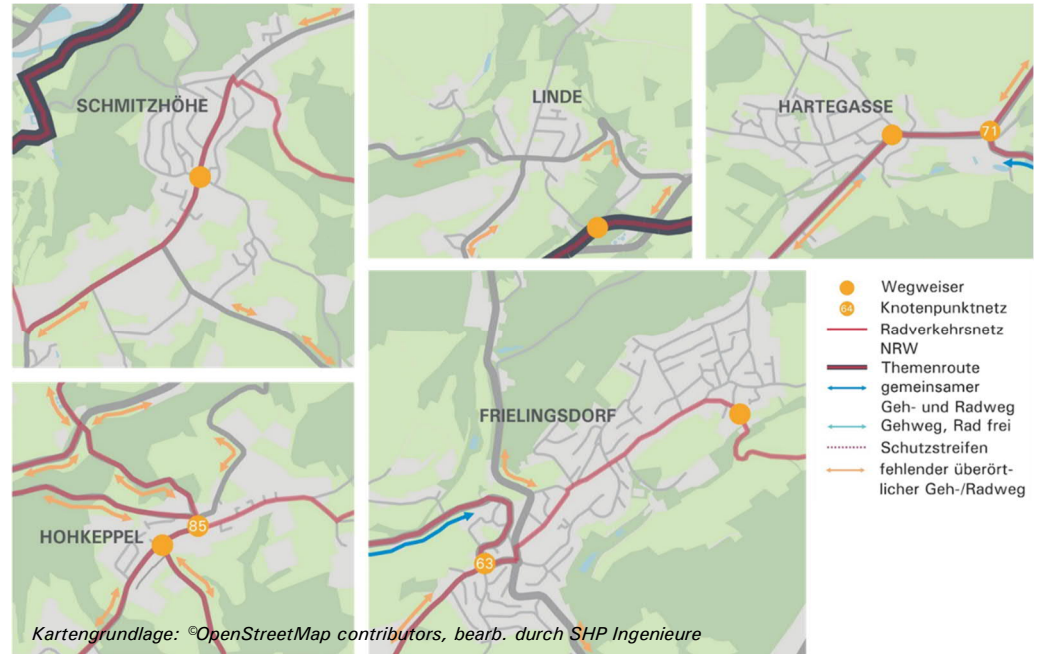 SCHMITZHÖHE
LINDE
HARTEGASSE
71
HOHKEPPEL
85
FRIELINGSDORF
63
Wegweiser
64
Knotenpunktnetz
Radverkehrsnetz
NRW
Themenroute
gemeinsamer
Geh- und Radweg
Gehweg, Rad frei
Schutzstreifen
fehlender überört-
licher Geh-/Radweg
Kartengrundlage: ©OpenStreetMap contributors, bearb. durch SHP Ingenieure